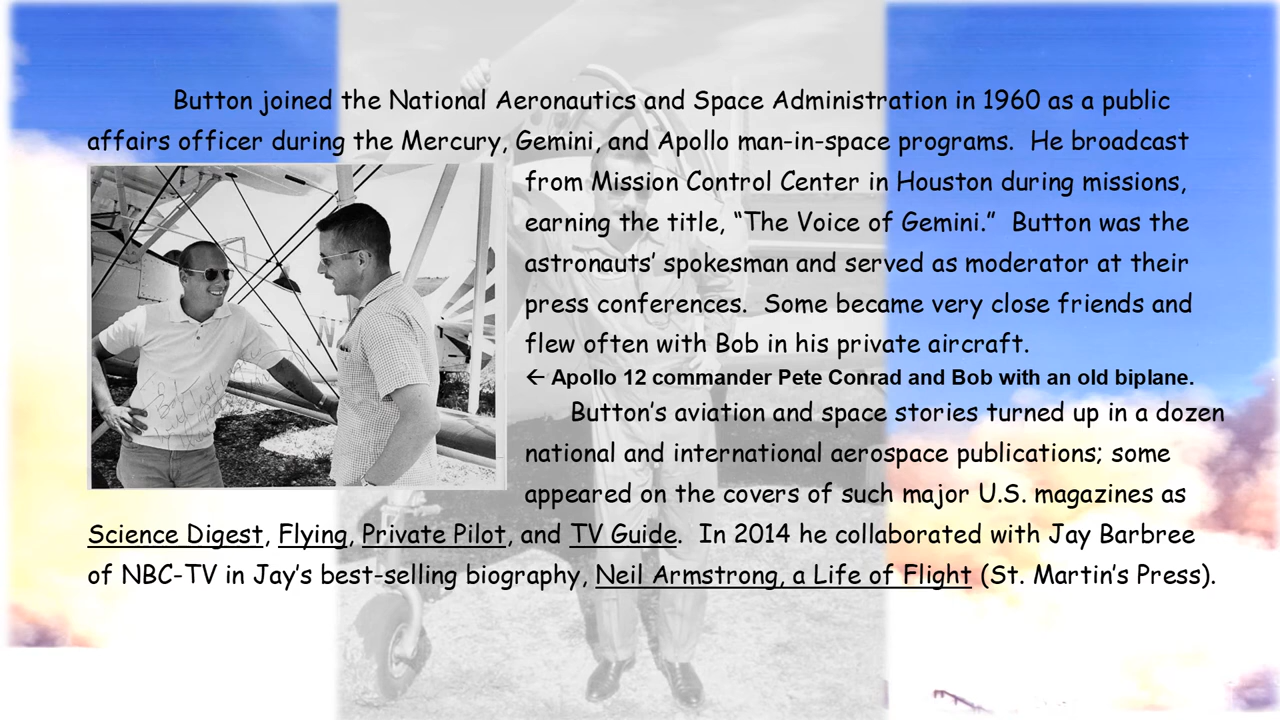 Button joined the National Aeronautics and Space Administration in 1960 as a public
affairs officer during the Mercury, Gemini, and Apollo man-in-space programs.  He broadcast
from Mission Control Center in Houston during missions,
earning the title, “The Voice of Gemini.”  Button was the
astronauts’ spokesman and served as moderator at their
press conferences.  Some became very close friends and
flew often with Bob in his private aircraft.
← Apollo 12 commander Pete Conrad and Bob with an old biplane.
Button’s aviation and space stories turned up in a dozen
national and international aerospace publications; some
appeared on the covers of such major U.S. magazines as
Science Digest, Flying, Private Pilot, and TV Guide.  In 2014 he collaborated with Jay Barbree
of NBC-TV in Jay’s best-selling biography, Neil Armstrong, a Life of Flight (St. Martin’s Press).